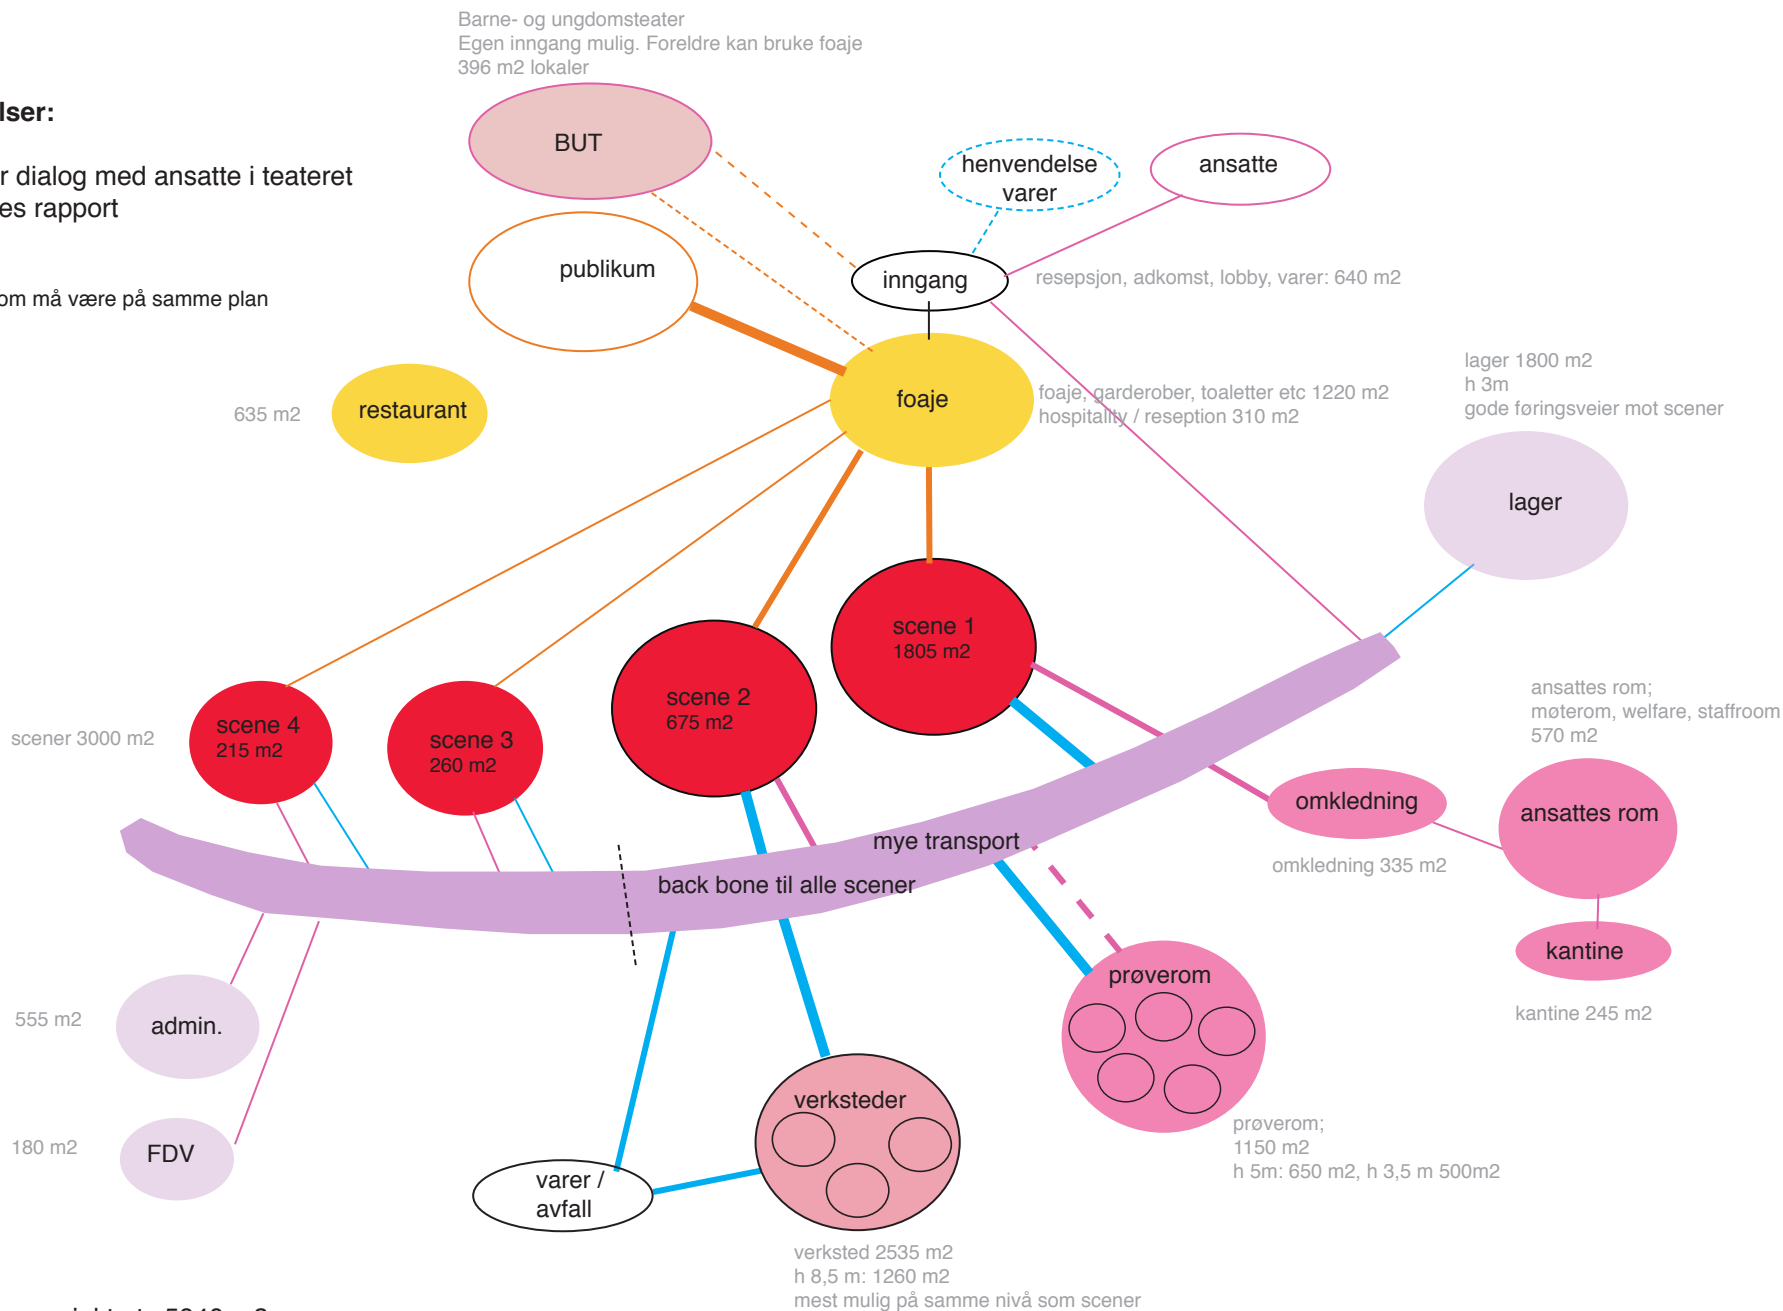 Barne- og ungdomsteater
Egen inngang mulig. Foreldre kan bruke foaje
396 m2 lokaler
lser:
BUT
r dialog med ansatte i teateret
es rapport
henvendelse
varer
ansatte
publikum
inngang
resepsjon, adkomst, lobby, varer: 640 m2
om må være på samme plan
lager 1800 m2
h 3m
gode føringsveier mot scener
635 m2
restaurant
foaje
foaje, garderober, toaletter etc 1220 m2
hospitality / reseption 310 m2
lager
scene 1
1805 m2
scene 2
675 m2
scener 3000 m2
scene 4
215 m2
scene 3
260 m2
ansattes rom;
møterom, welfare, staffroom
570 m2
omkledning
ansattes rom
omkledning 335 m2
mye transport
back bone til alle scener
kantine
kantine 245 m2
prøverom
555 m2
admin.
180 m2
FDV
verksteder
prøverom;
1150 m2
h 5m: 650 m2, h 3,5 m 500m2
varer /
avfall
verksted 2535 m2
h 8,5 m: 1260 m2
mest mulig på samme nivå som scener